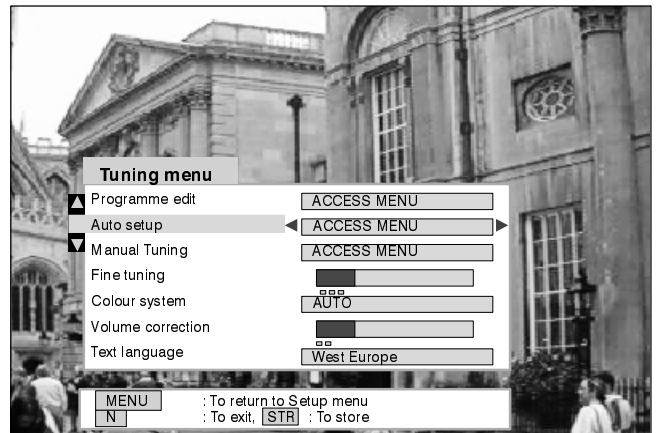 Tuning menu
Programme edit ACCESS MENU
Auto setup ACCESS MENU
Manual Tuning ACCESS MENU
Fine tuning
Colour system AUTO
Volume correction
Text language West Europe
MENU : To return to Setup menu
N : To exit, STR : To store